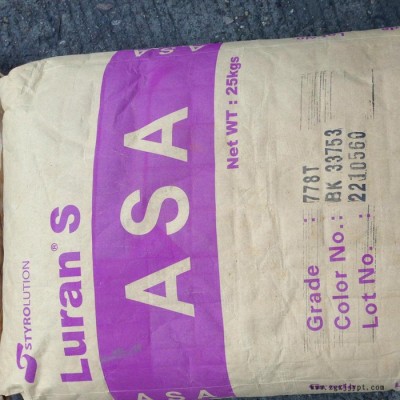 STYROLUTION
Luran® S
ASA
Net WT : 25kgs
Grade : 778T
Color No.: BK 33753
Lot No. : 2210560